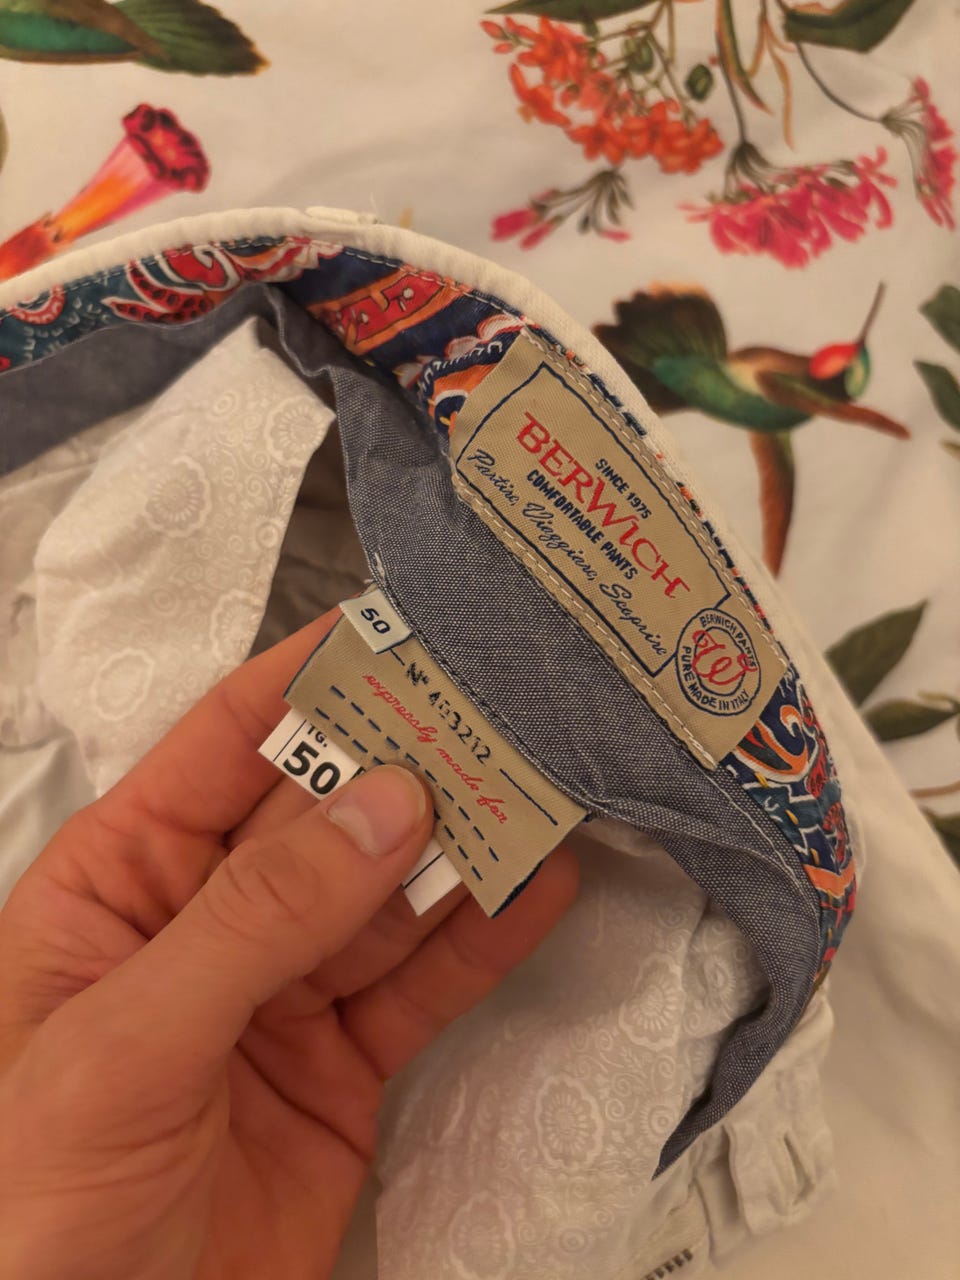 BERWICH
SINCE 1975
COMFORTABLE PANTS
Partire, Viaggiare, Scoprire
BERWICH PANTS
W
PURE MADE IN ITALY
50
N° 403212
expressly made for
TG.
50